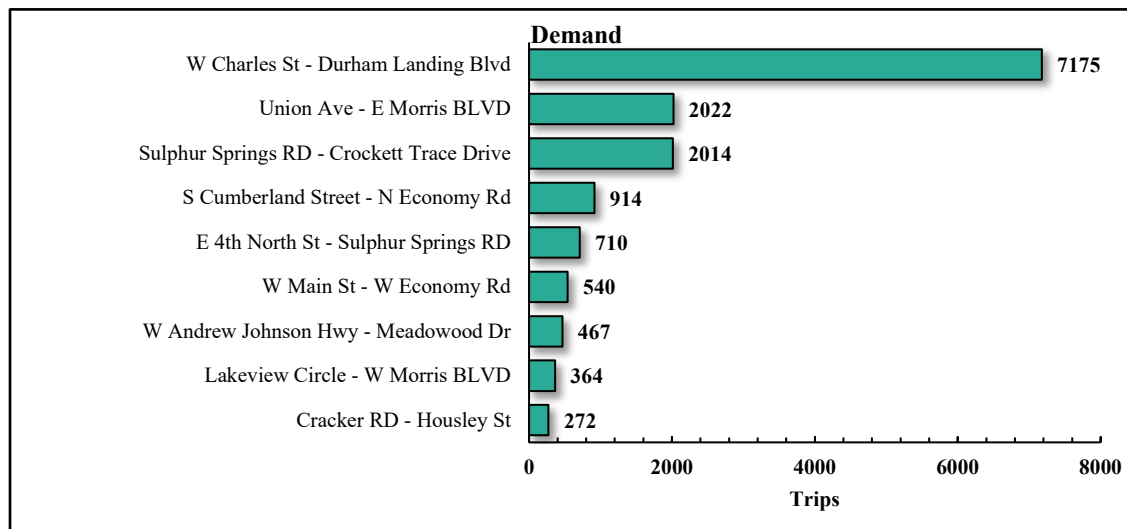 Demand
W Charles St - Durham Landing Blvd 7175
Union Ave - E Morris BLVD 2022
Sulphur Springs RD - Crockett Trace Drive 2014
S Cumberland Street - N Economy Rd 914
E 4th North St - Sulphur Springs RD 710
W Main St - W Economy Rd 540
W Andrew Johnson Hwy - Meadowood Dr 467
Lakeview Circle - W Morris BLVD 364
Cracker RD - Housley St 272
0 2000 4000 6000 8000
Trips